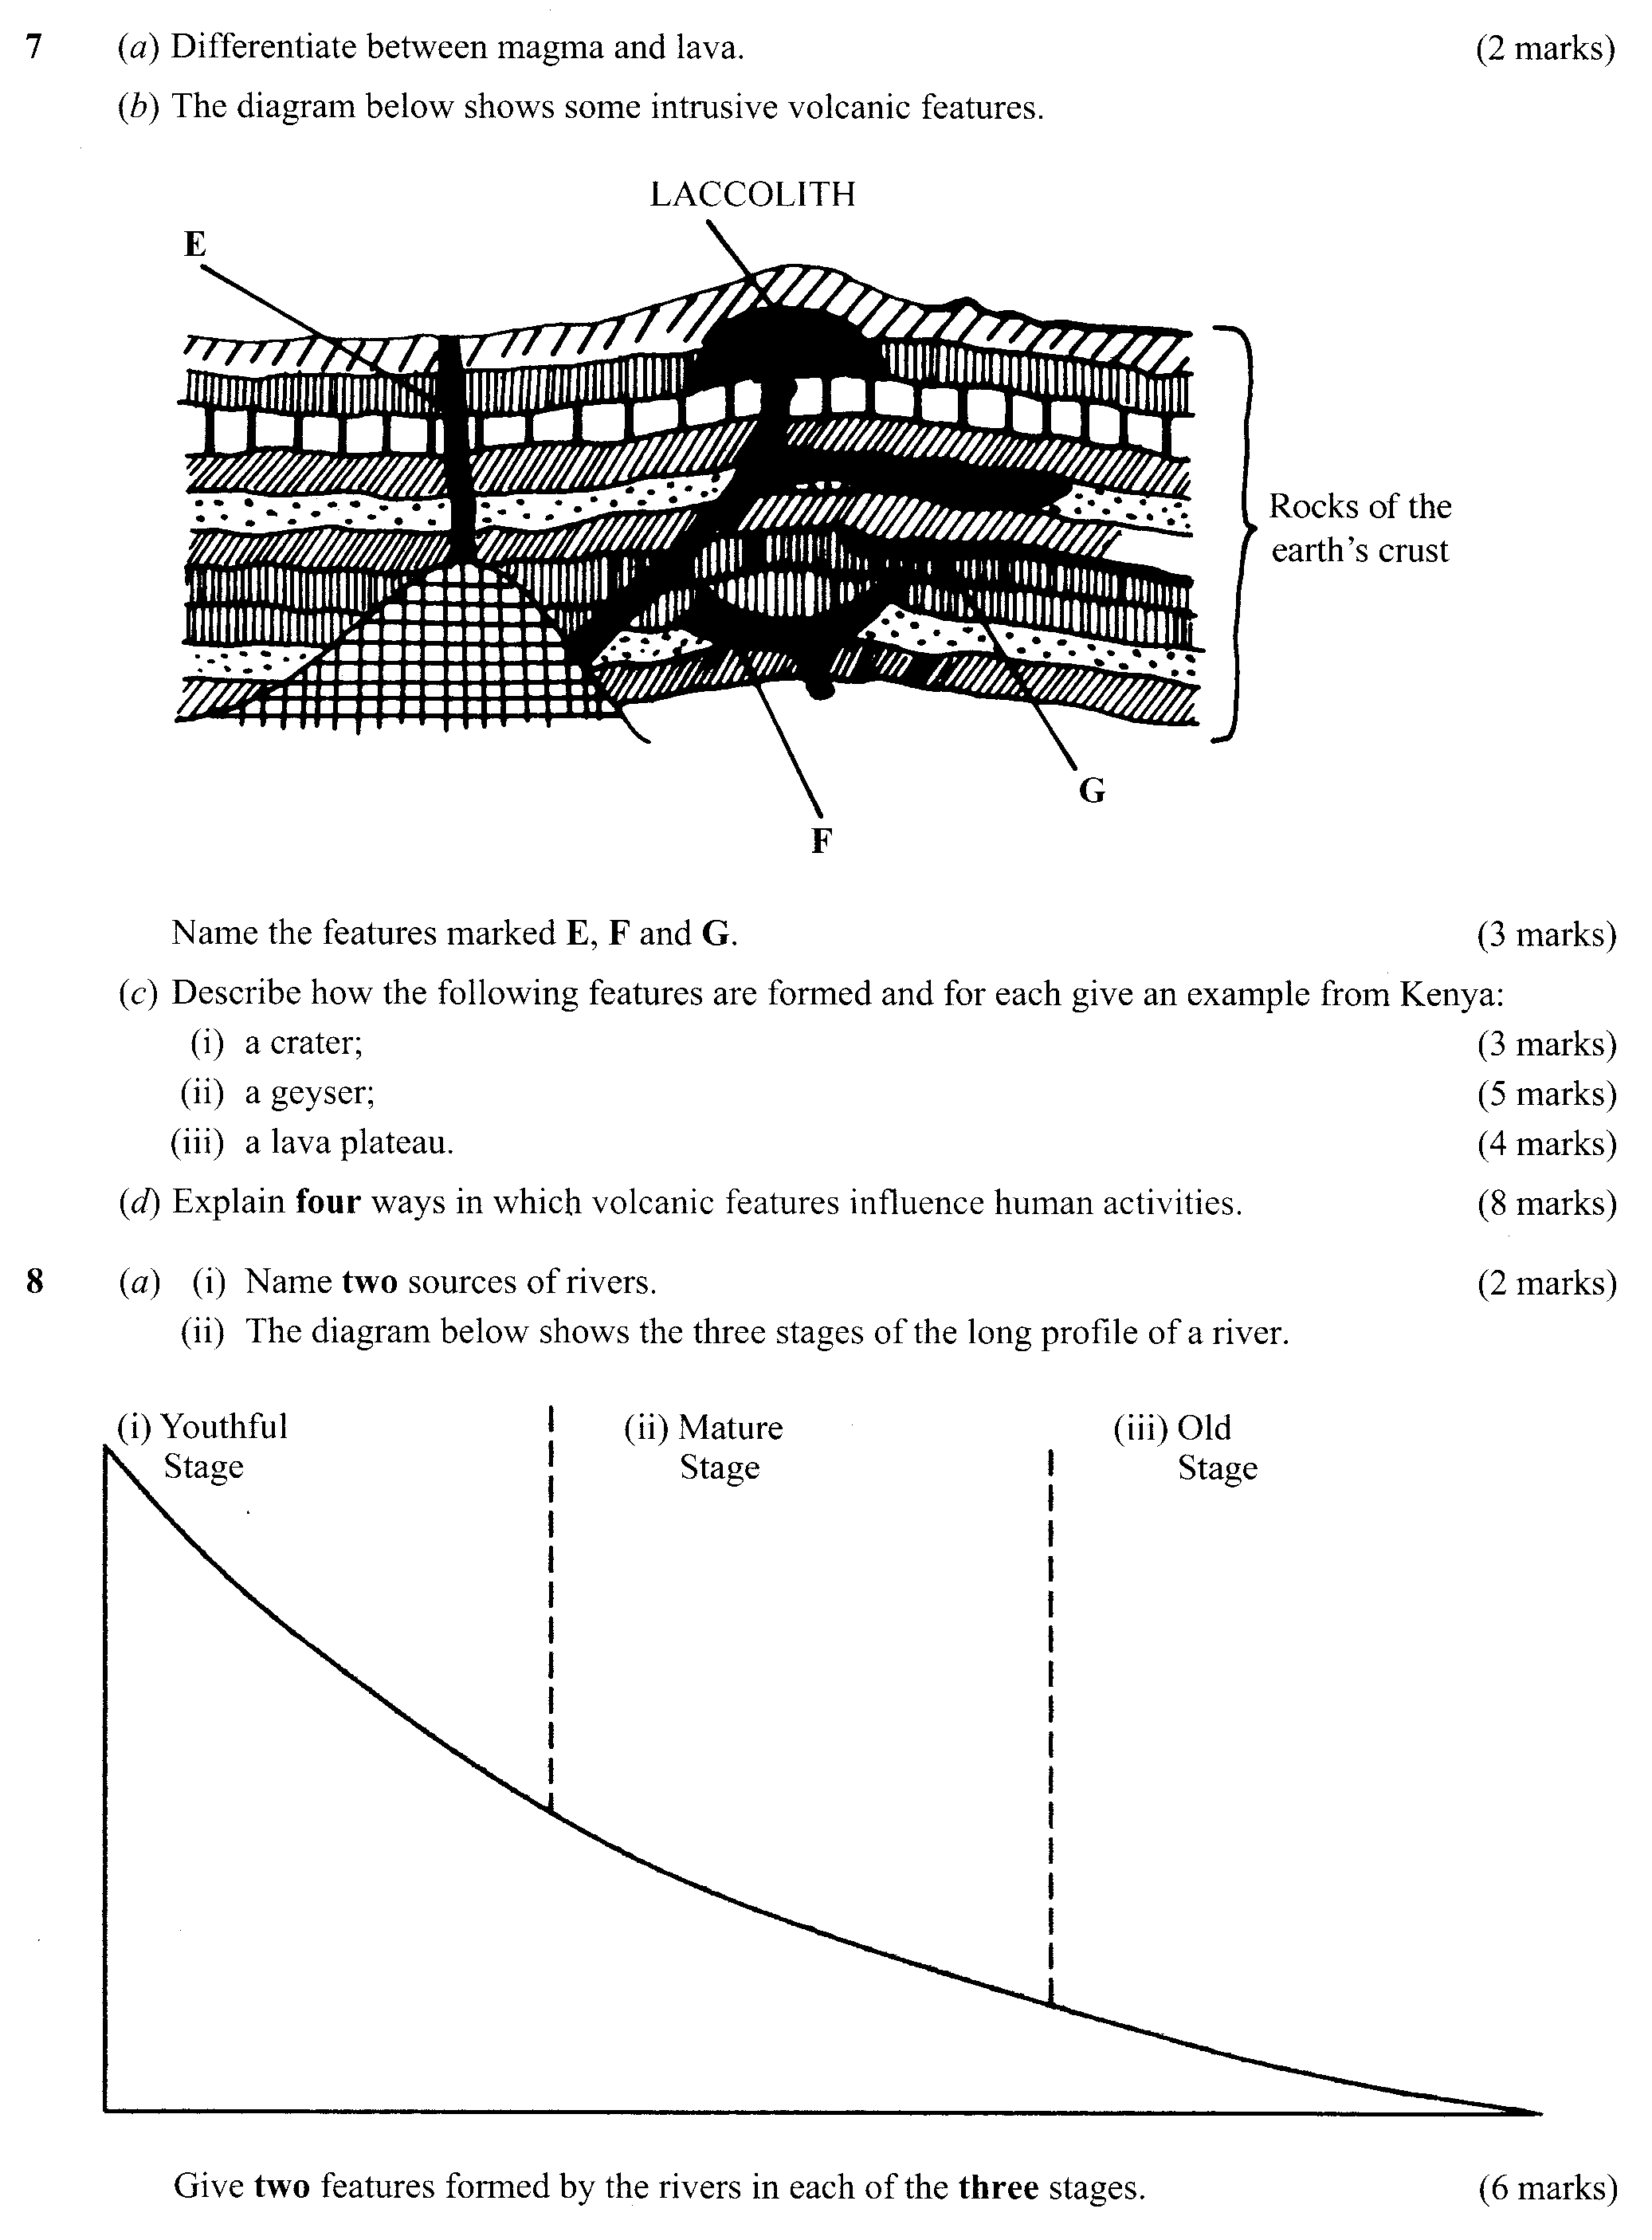 7 (a) Differentiate between magma and lava. (2 marks)
(b) The diagram below shows some intrusive volcanic features.
LACCOLITH
E
Rocks of the
earth's crust
G
F
Name the features marked E, F and G. (3 marks)
(c) Describe how the following features are formed and for each give an example from Kenya:
(i) a crater; (3 marks)
(ii) a geyser; (5 marks)
(iii) a lava plateau. (4 marks)
(d) Explain four ways in which volcanic features influence human activities. (8 marks)
8 (a) (i) Name two sources of rivers. (2 marks)
(ii) The diagram below shows the three stages of the long profile of a river.
(i) Youthful
Stage
(ii) Mature
Stage
(iii) Old
Stage
Give two features formed by the rivers in each of the three stages. (6 marks)